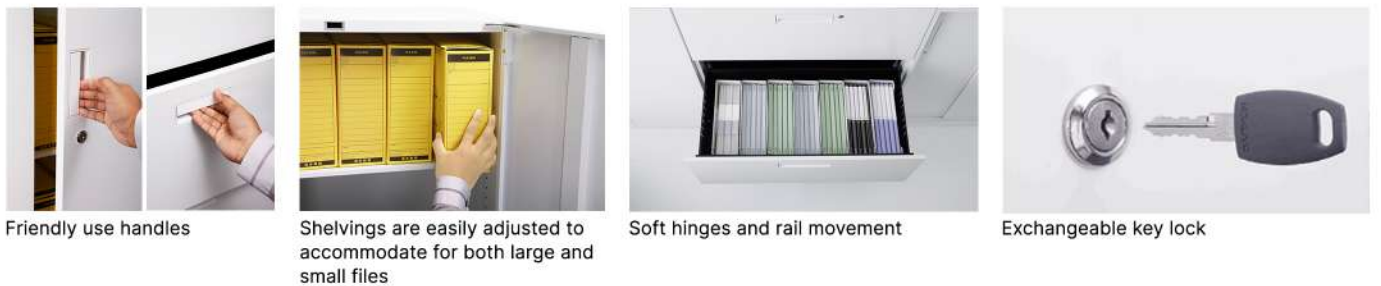 Friendly use handles
Shelvings are easily adjusted to
accommodate for both large and
small files
Soft hinges and rail movement
Exchangeable key lock